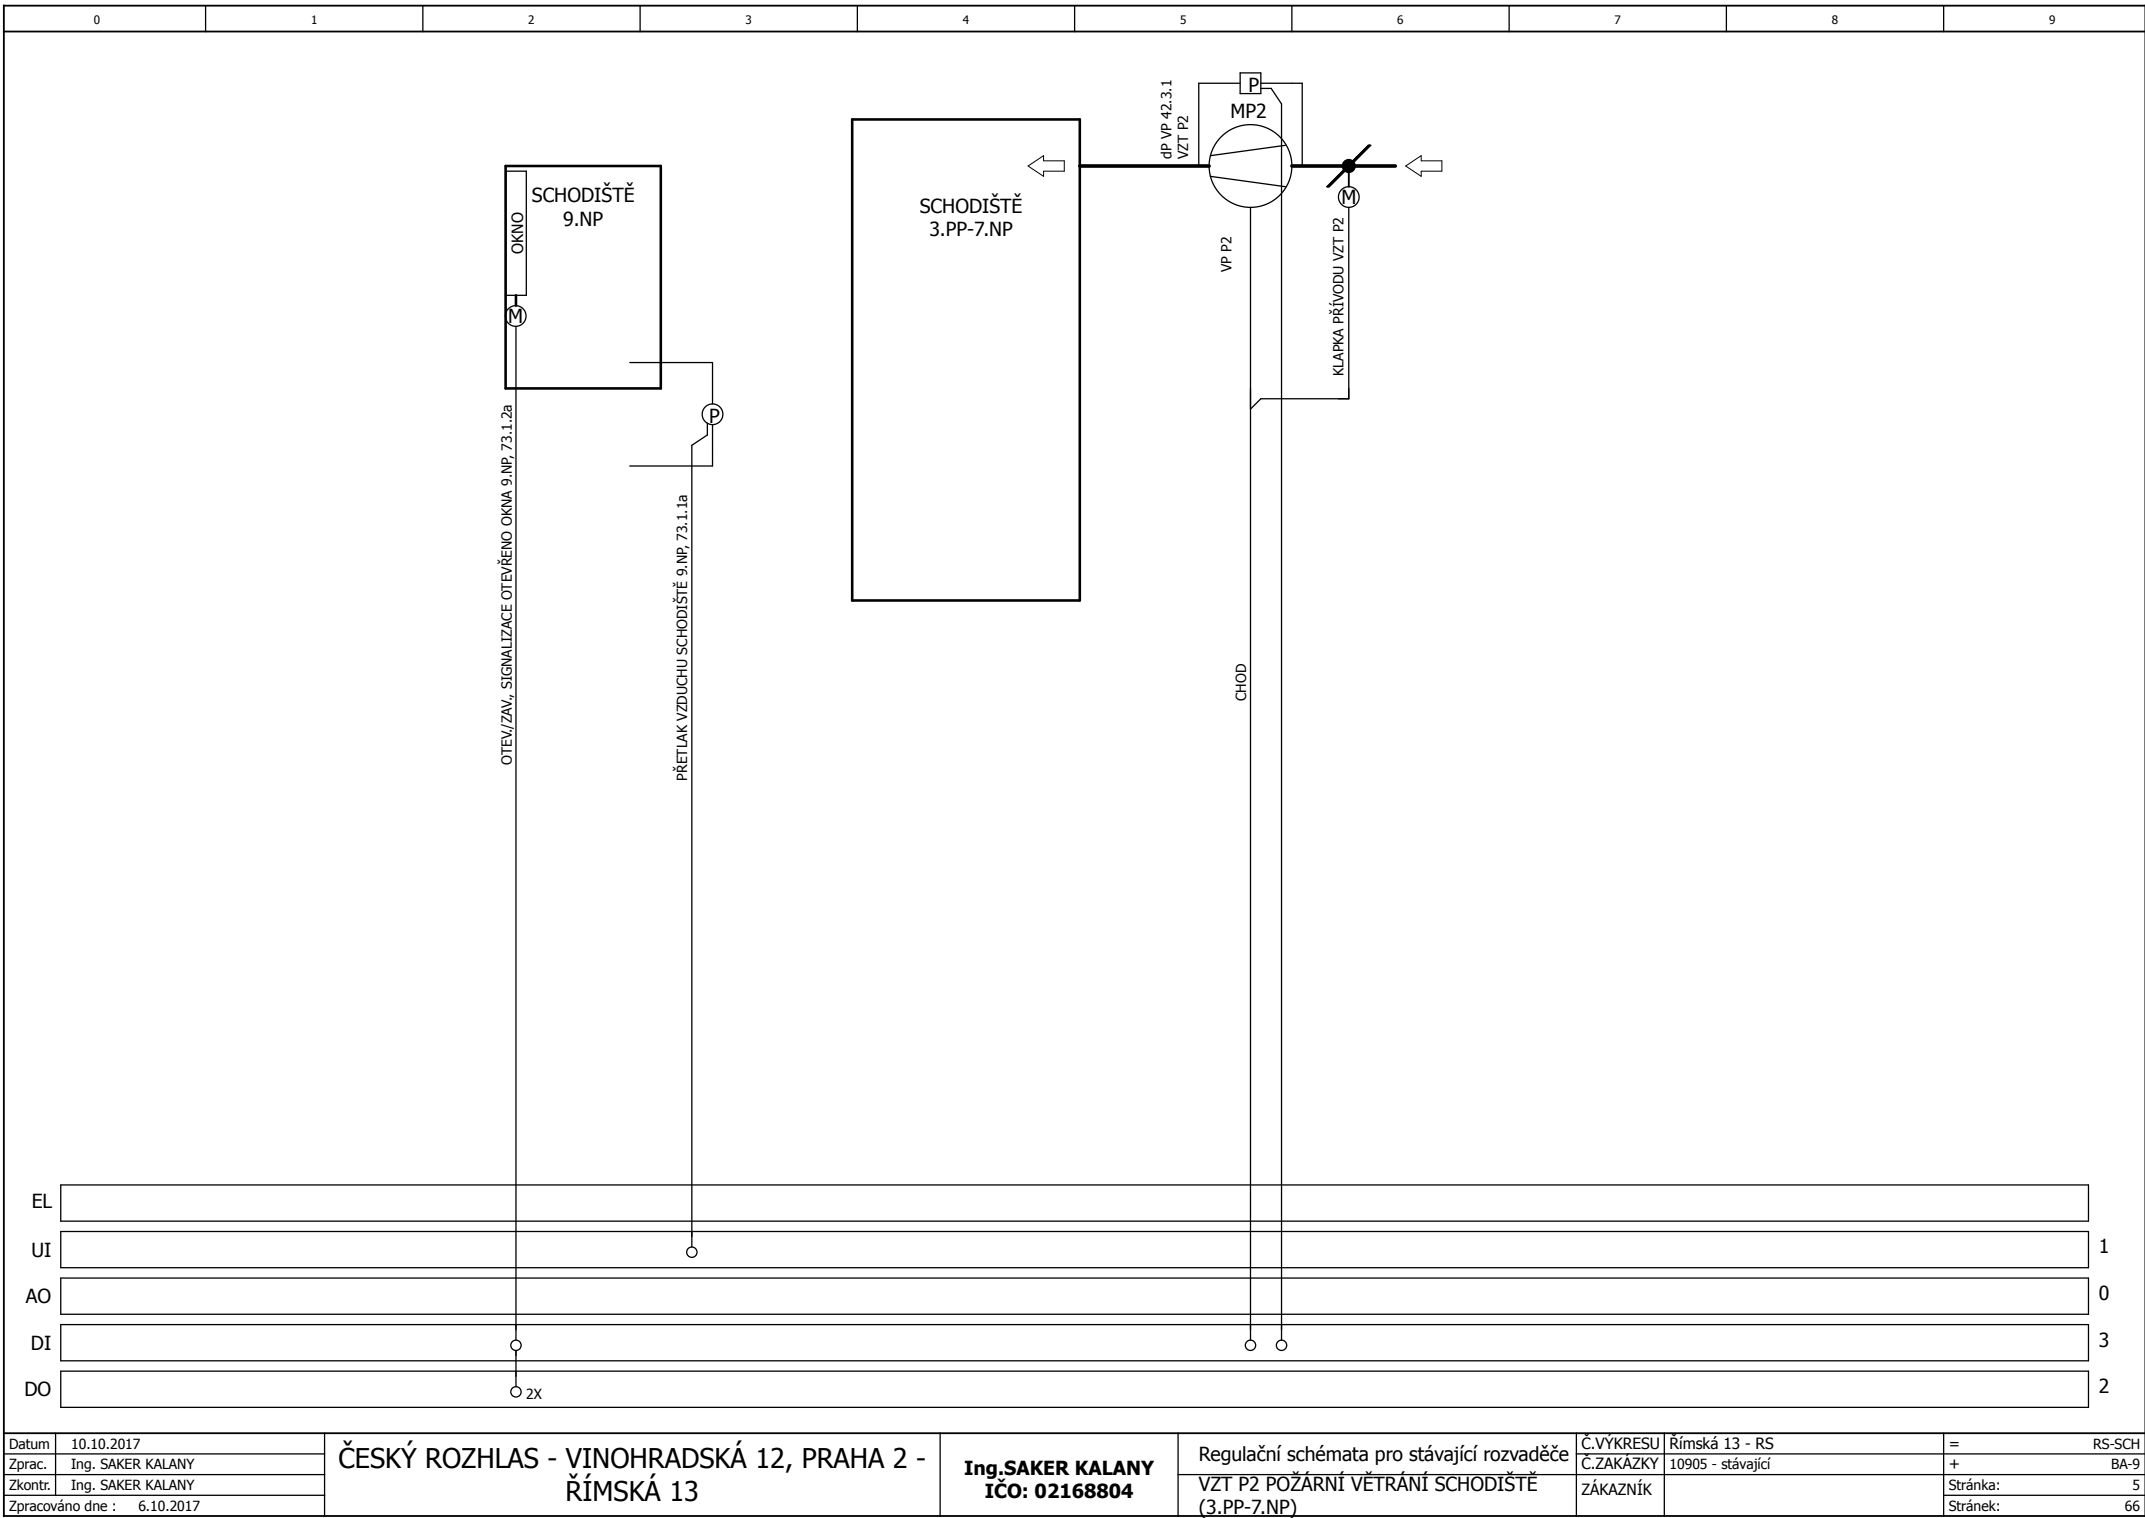 0 1 2 3 4 5 6 7 8 9
dP VP 42.3.1
VZT P2
P
MP2
SCHODIŠTĚ
9.NP
OKNO
M
SCHODIŠTĚ
3.PP-7.NP
M
VP P2
KLAPKA PŘÍVODU VZT P2
P
OTEV./ZAV., SIGNALIZACE OTEVŘENO OKNA 9.NP, 73.1.2a
PŘETLAK VZDUCHU SCHODIŠTĚ 9.NP, 73.1.1a
CHOD
EL
UI 1
AO 0
DI 3
DO 2X 2
Datum 10.10.2017
Zprac. Ing. SAKER KALANY
Zkontr. Ing. SAKER KALANY
Zpracováno dne : 6.10.2017
ČESKÝ ROZHLAS - VINOHRADSKÁ 12, PRAHA 2 -
ŘÍMSKÁ 13
Ing.SAKER KALANY
IČO: 02168804
Regulační schémata pro stávající rozvaděče
VZT P2 POŽÁRNÍ VĚTRÁNÍ SCHODIŠTĚ
(3.PP-7.NP)
Č.VÝKRESU Římská 13 - RS
Č.ZAKÁZKY 10905 - stávající
ZÁKAZNÍK
= RS-SCH
+ BA-9
Stránka: 5
Stránek: 66